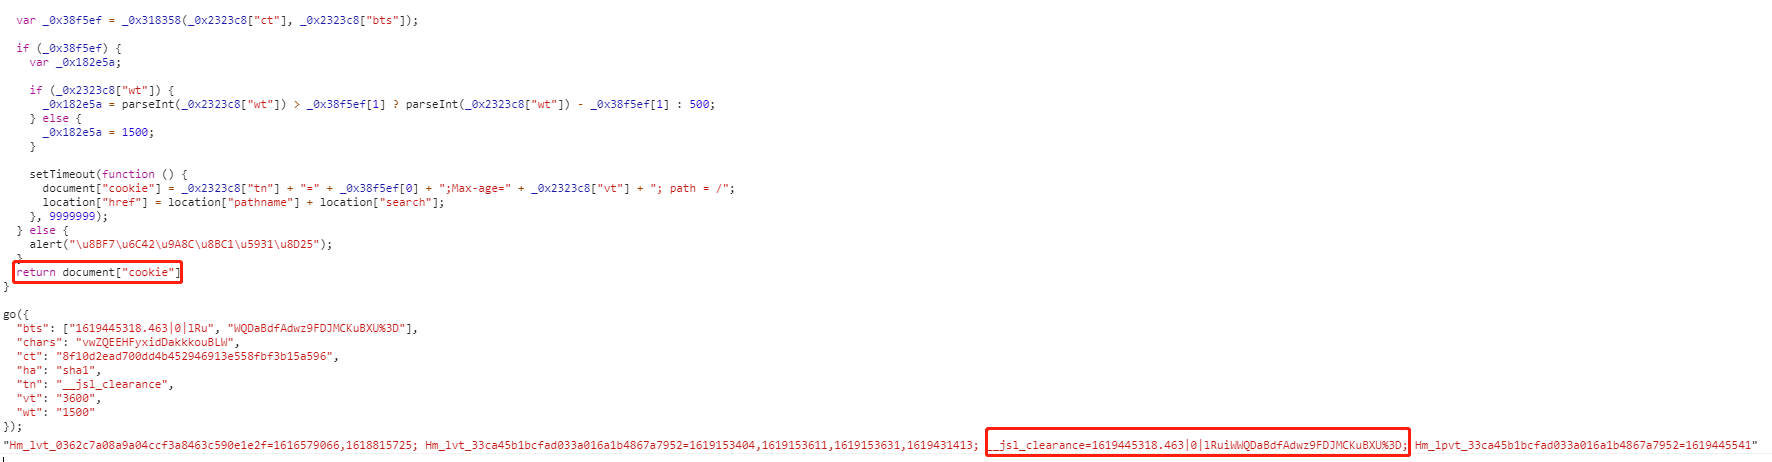 var _0x38f5ef = _0x318358(_0x2323c8["ct"], _0x2323c8["bts"]);
if (_0x38f5ef) {
var _0x182e5a;
if (_0x2323c8["wt"]) {
_0x182e5a = parseInt(_0x2323c8["wt"]) > _0x38f5ef[1] ? parseInt(_0x2323c8["wt"]) - _0x38f5ef[1] : 500;
} else {
_0x182e5a = 1500;
}
setTimeout(function () {
document["cookie"] = _0x2323c8["tn"] + "=" + _0x38f5ef[0] + ";Max-age=" + _0x2323c8["vt"] + "; path = /";
location["href"] = location["pathname"] + location["search"];
}, 9999999);
} else {
alert("\u8BF7\u6C42\u9A8C\u8BC1\u5931\u8D25");
}
return document["cookie"]
}
go({
"bts": ["1619445318.463|0|lRu", "WQDaBdfAdwz9FDJMCKuBXU%3D"],
"chars": "vwZQEEHFyxidDakkkouBLW",
"ct": "8f10d2ead700dd4b452946913e558fbf3b15a596",
"ha": "sha1",
"tn": "__jsl_clearance",
"vt": "3600",
"wt": "1500"
});
"Hm_lvt_0362c7a08a9a04ccf3a8463c590e1e2f=1616579066,1618815725; Hm_lvt_33ca45b1bcfad033a016a1b4867a7952=1619153404,1619153611,1619153631,1619431413; __jsl_clearance=1619445318.463|0|lRuiWWQDaBdfAdwz9FDJMCKuBXU%3D; Hm_lpvt_33ca45b1bcfad033a016a1b4867a7952=1619445541"